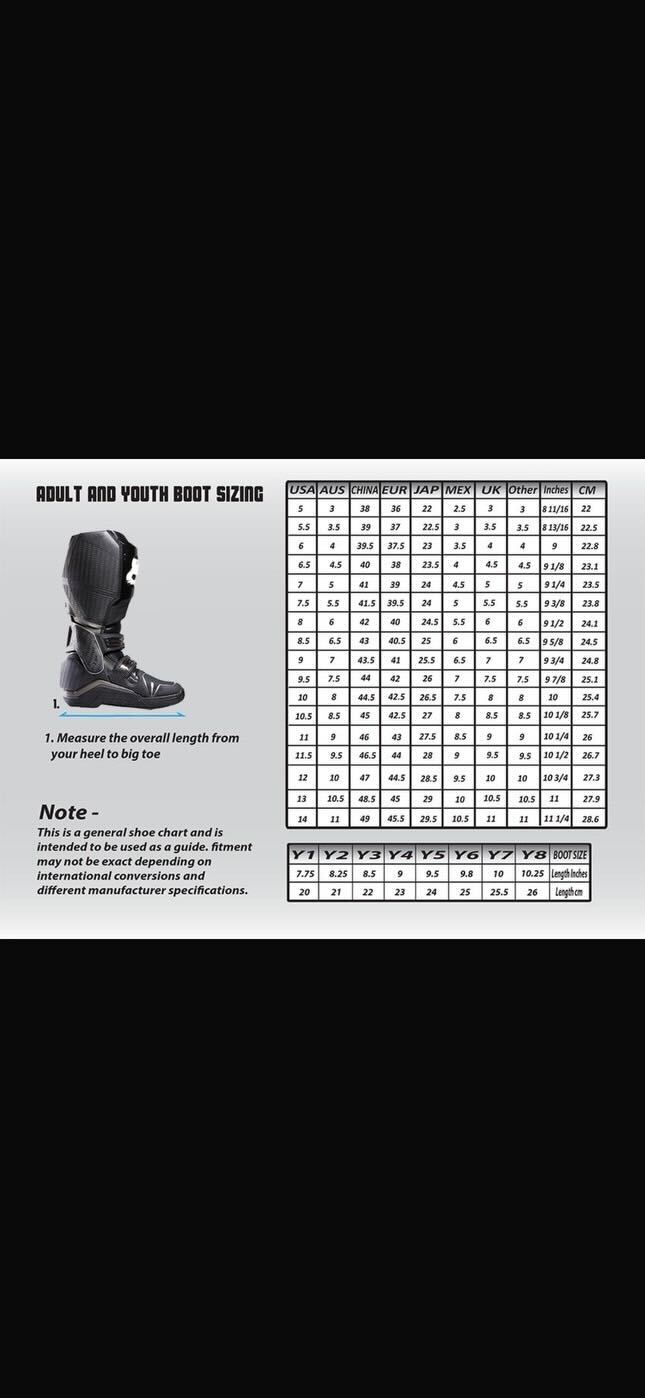 ADULT AND YOUTH BOOT SIZING
1.
1. Measure the overall length from
your heel to big toe
Note -
This is a general shoe chart and is
intended to be used as a guide. fitment
may not be exact depending on
international conversions and
different manufacturer specifications.
USA AUS CHINA EUR JAP MEX UK Other Inches CM
5 3 38 36 22 2.5 3 3 8 11/16 22
5.5 3.5 39 37 22.5 3 3.5 3.5 8 13/16 22.5
6 4 39.5 37.5 23 3.5 4 4 9 22.8
6.5 4.5 40 38 23.5 4 4.5 4.5 9 1/8 23.1
7 5 41 39 24 4.5 5 5 9 1/4 23.5
7.5 5.5 41.5 39.5 24 5 5.5 5.5 9 3/8 23.8
8 6 42 40 24.5 5.5 6 6 9 1/2 24.1
8.5 6.5 43 40.5 25 6 6.5 6.5 9 5/8 24.5
9 7 43.5 41 25.5 6.5 7 7 9 3/4 24.8
9.5 7.5 44 42 26 7 7.5 7.5 9 7/8 25.1
10 8 44.5 42.5 26.5 7.5 8 8 10 25.4
10.5 8.5 45 42.5 27 8 8.5 8.5 10 1/8 25.7
11 9 46 43 27.5 8.5 9 9 10 1/4 26
11.5 9.5 46.5 44 28 9 9.5 9.5 10 1/2 26.7
12 10 47 44.5 28.5 9.5 10 10 10 3/4 27.3
13 10.5 48.5 45 29 10 10.5 10.5 11 27.9
14 11 49 45.5 29.5 10.5 11 11 11 1/4 28.6
Y1 Y2 Y3 Y4 Y5 Y6 Y7 Y8 BOOT SIZE
7.75 8.25 8.5 9 9.5 9.8 10 10.25 Length Inches
20 21 22 23 24 25 25.5 26 Length cm